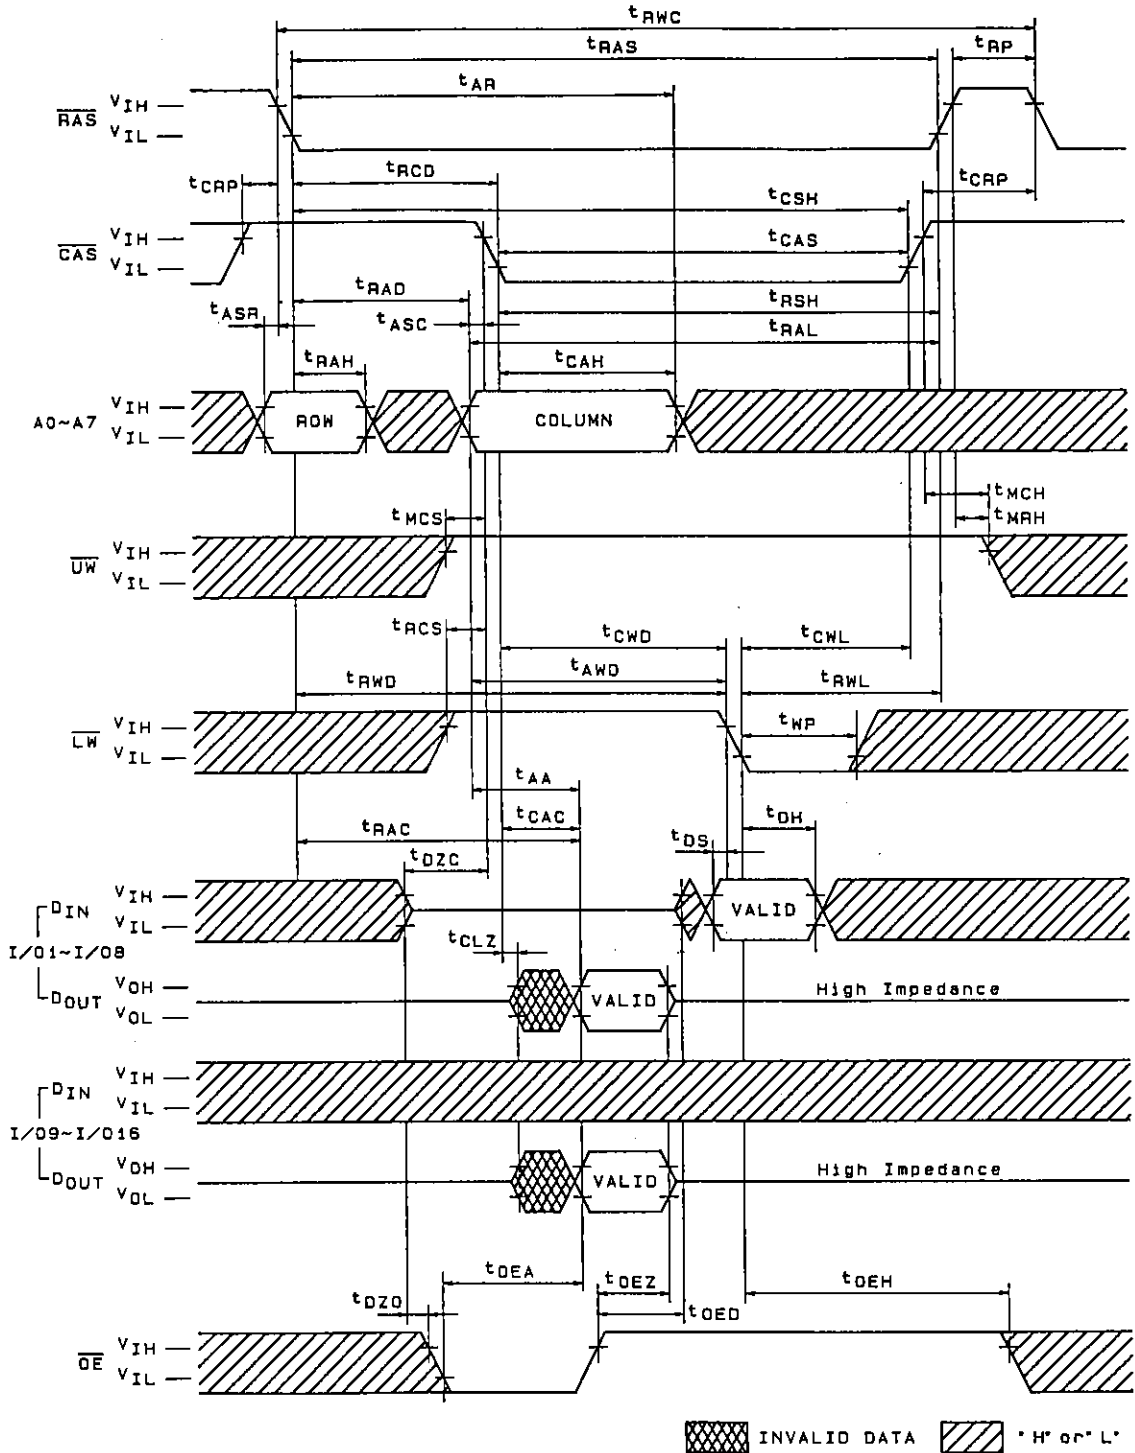 tRWC
tRAS
tRP
tAR
RAS
VIH
VIL
tCRP
tRCD
tCRP
tCSH
CAS
VIH
VIL
tCAS
tRAD
tRSH
tASR
tASC
tRAL
tRAH
tCAH
A0~A7
VIH
VIL
ROW
COLUMN
tMCH
tMCS
tMRH
UW
VIH
VIL
tRCS
tCWD
tCWL
tRWD
tAWD
tRWL
LW
VIH
VIL
tWP
tAA
tCAC
tRAC
tDZC
tDS
tDH
DIN
VIH
VIL
VALID
I/O1~I/O8
tCLZ
DOUT
VOH
VOL
VALID
High Impedance
DIN
VIH
VIL
I/O9~I/O16
DOUT
VOH
VOL
VALID
High Impedance
tOEA
tOEZ
tOEH
tDZO
tOED
OE
VIH
VIL
INVALID DATA
"H" or "L"